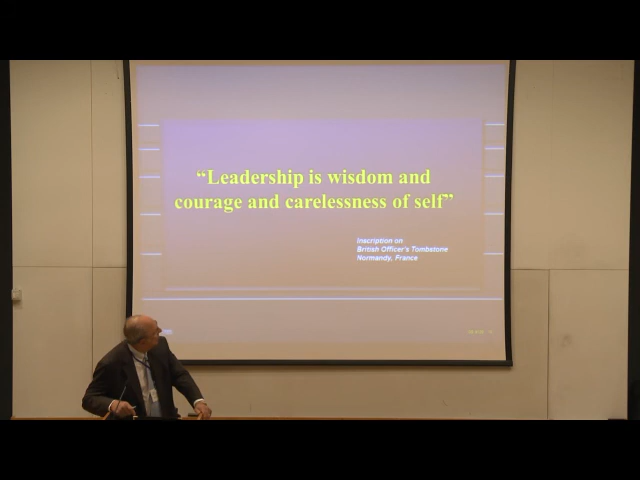 “Leadership is wisdom and
courage and carelessness of self”
Inscription on
British Officer's Tombstone
Normandy, France